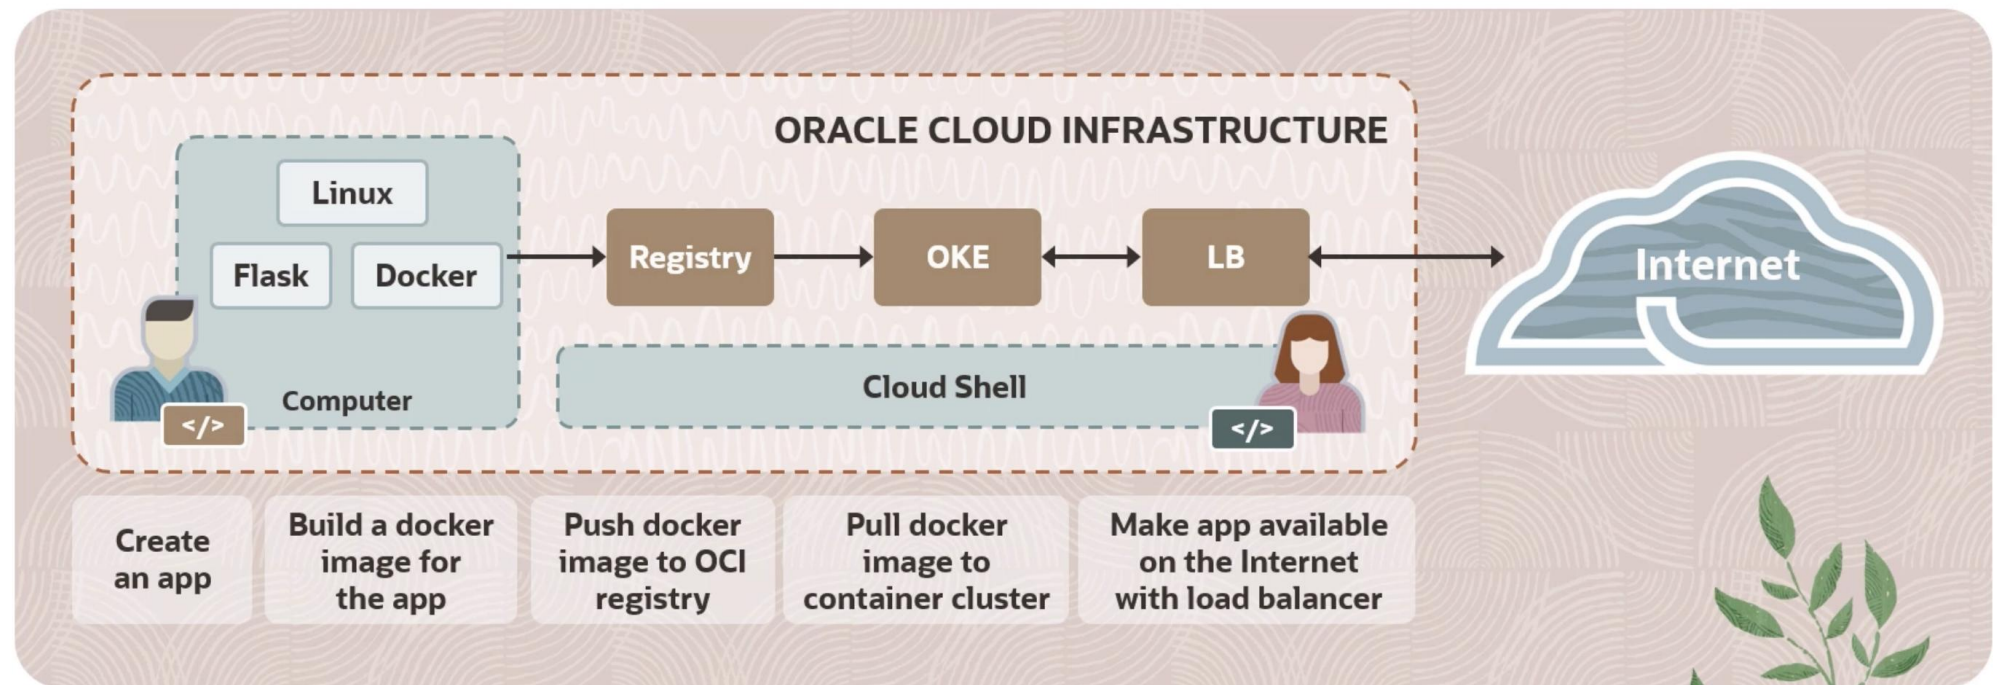 ORACLE CLOUD INFRASTRUCTURE
Linux
Flask
Docker
Computer
</>
Registry
OKE
LB
Cloud Shell
</>
Internet
Create
an app
Build a docker
image for
the app
Push docker
image to OCI
registry
Pull docker
image to
container cluster
Make app available
on the Internet
with load balancer